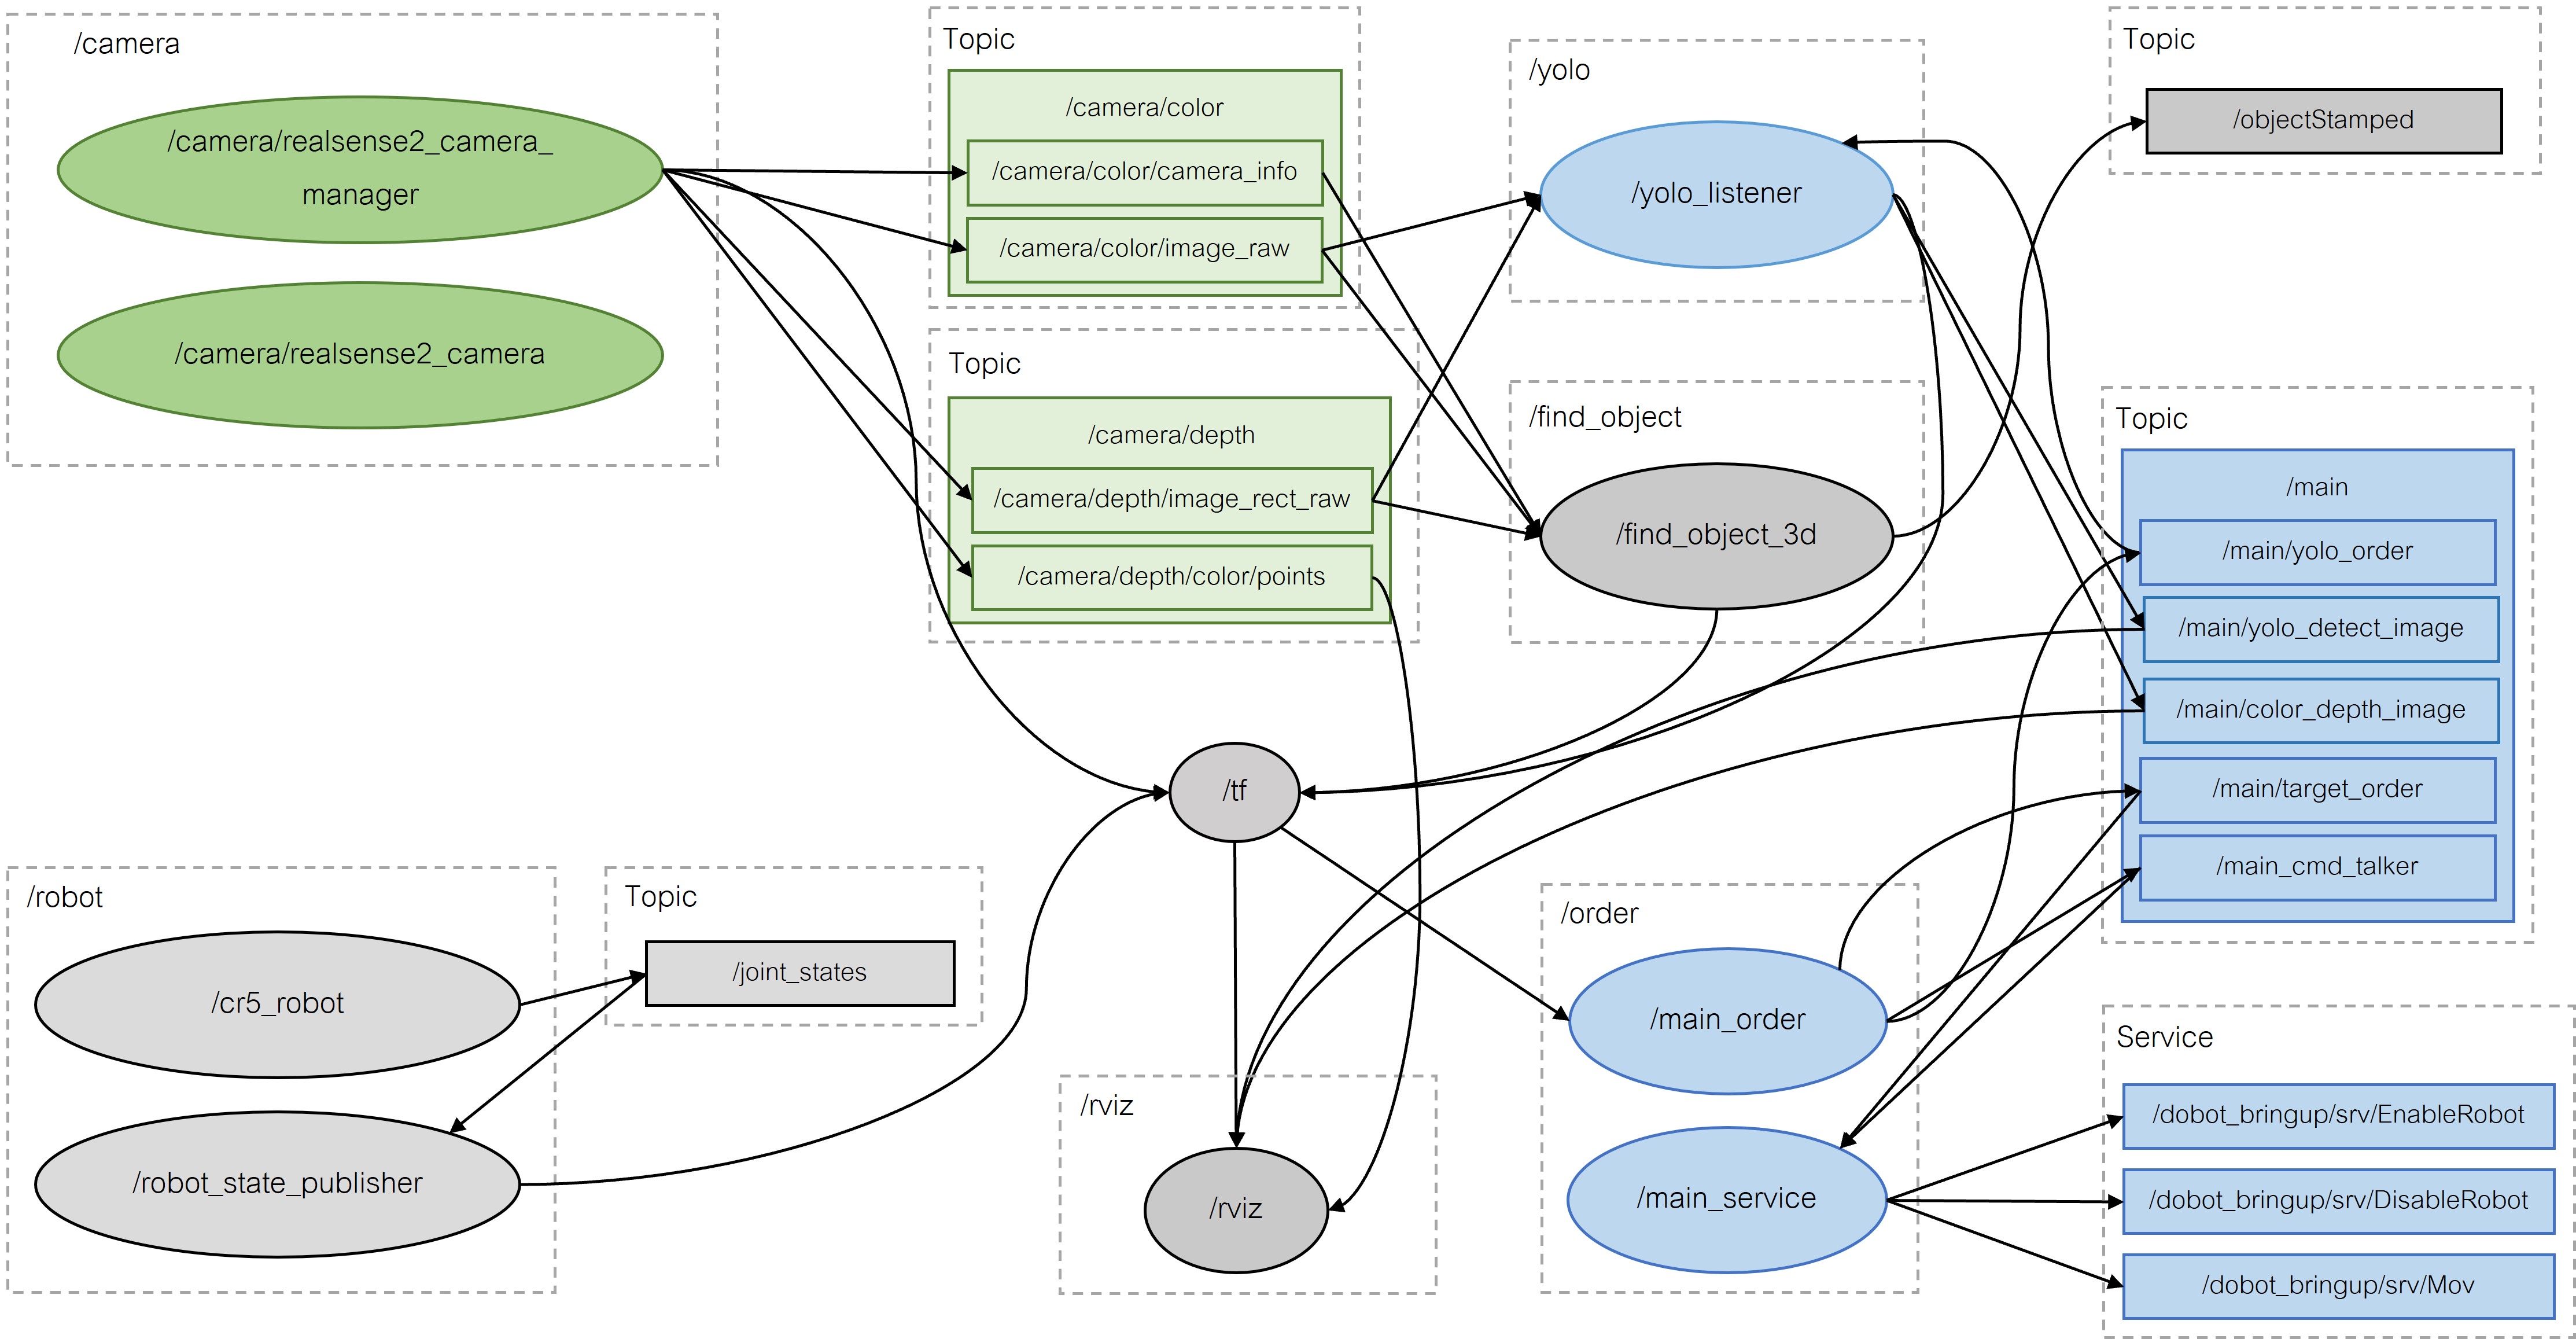 /camera
/camera/realsense2_camera_
manager
/camera/realsense2_camera
Topic
/camera/color
/camera/color/camera_info
/camera/color/image_raw
Topic
/camera/depth
/camera/depth/image_rect_raw
/camera/depth/color/points
/yolo
/yolo_listener
/find_object
/find_object_3d
Topic
/objectStamped
Topic
/main
/main/yolo_order
/main/yolo_detect_image
/main/color_depth_image
/main/target_order
/main_cmd_talker
/tf
/robot
/cr5_robot
/robot_state_publisher
Topic
/joint_states
/rviz
/rviz
/order
/main_order
/main_service
Service
/dobot_bringup/srv/EnableRobot
/dobot_bringup/srv/DisableRobot
/dobot_bringup/srv/Mov